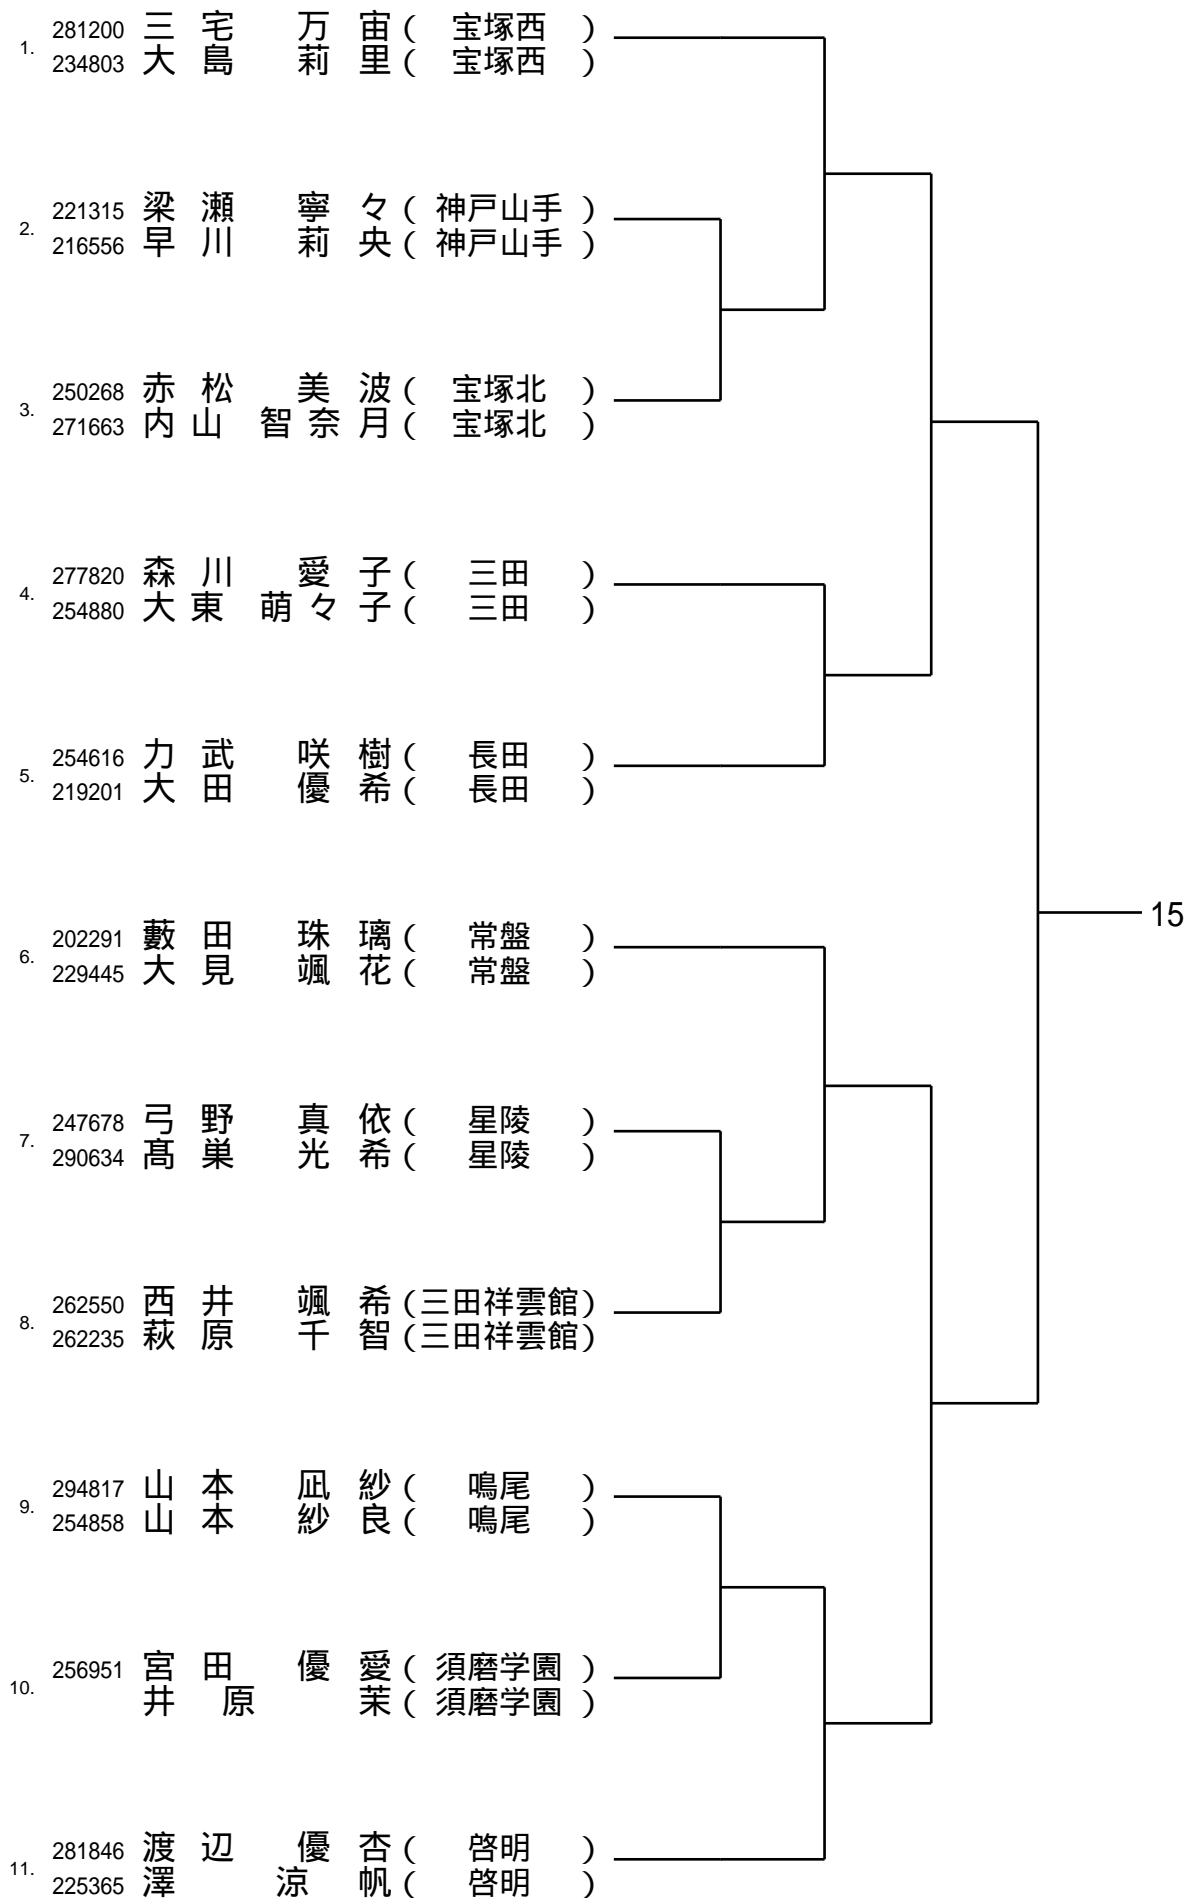 1. 281200 三宅 万宙 ( 宝塚西 )
234803 大島 莉里 ( 宝塚西 )
2. 221315 梁瀬 寧々 ( 神戸山手 )
216556 早川 莉央 ( 神戸山手 )
3. 250268 赤松 美波 ( 宝塚北 )
271663 内山 智奈月 ( 宝塚北 )
4. 277820 森川 愛子 ( 三田 )
254880 大東 萌々子 ( 三田 )
5. 254616 力武 咲樹 ( 長田 )
219201 大田 優希 ( 長田 )
6. 202291 藪田 珠璃 ( 常盤 )
229445 大見 颯花 ( 常盤 )
15
7. 247678 弓野 真依 ( 星陵 )
290634 髙巣 光希 ( 星陵 )
8. 262550 西井 颯希 (三田祥雲館)
262235 萩原 千智 (三田祥雲館)
9. 294817 山本 凪紗 ( 鳴尾 )
254858 山本 紗良 ( 鳴尾 )
10. 256951 宮田 優愛 ( 須磨学園 )
井原 茉 ( 須磨学園 )
11. 281846 渡辺 優杏 ( 啓明 )
225365 澤 涼帆 ( 啓明 )